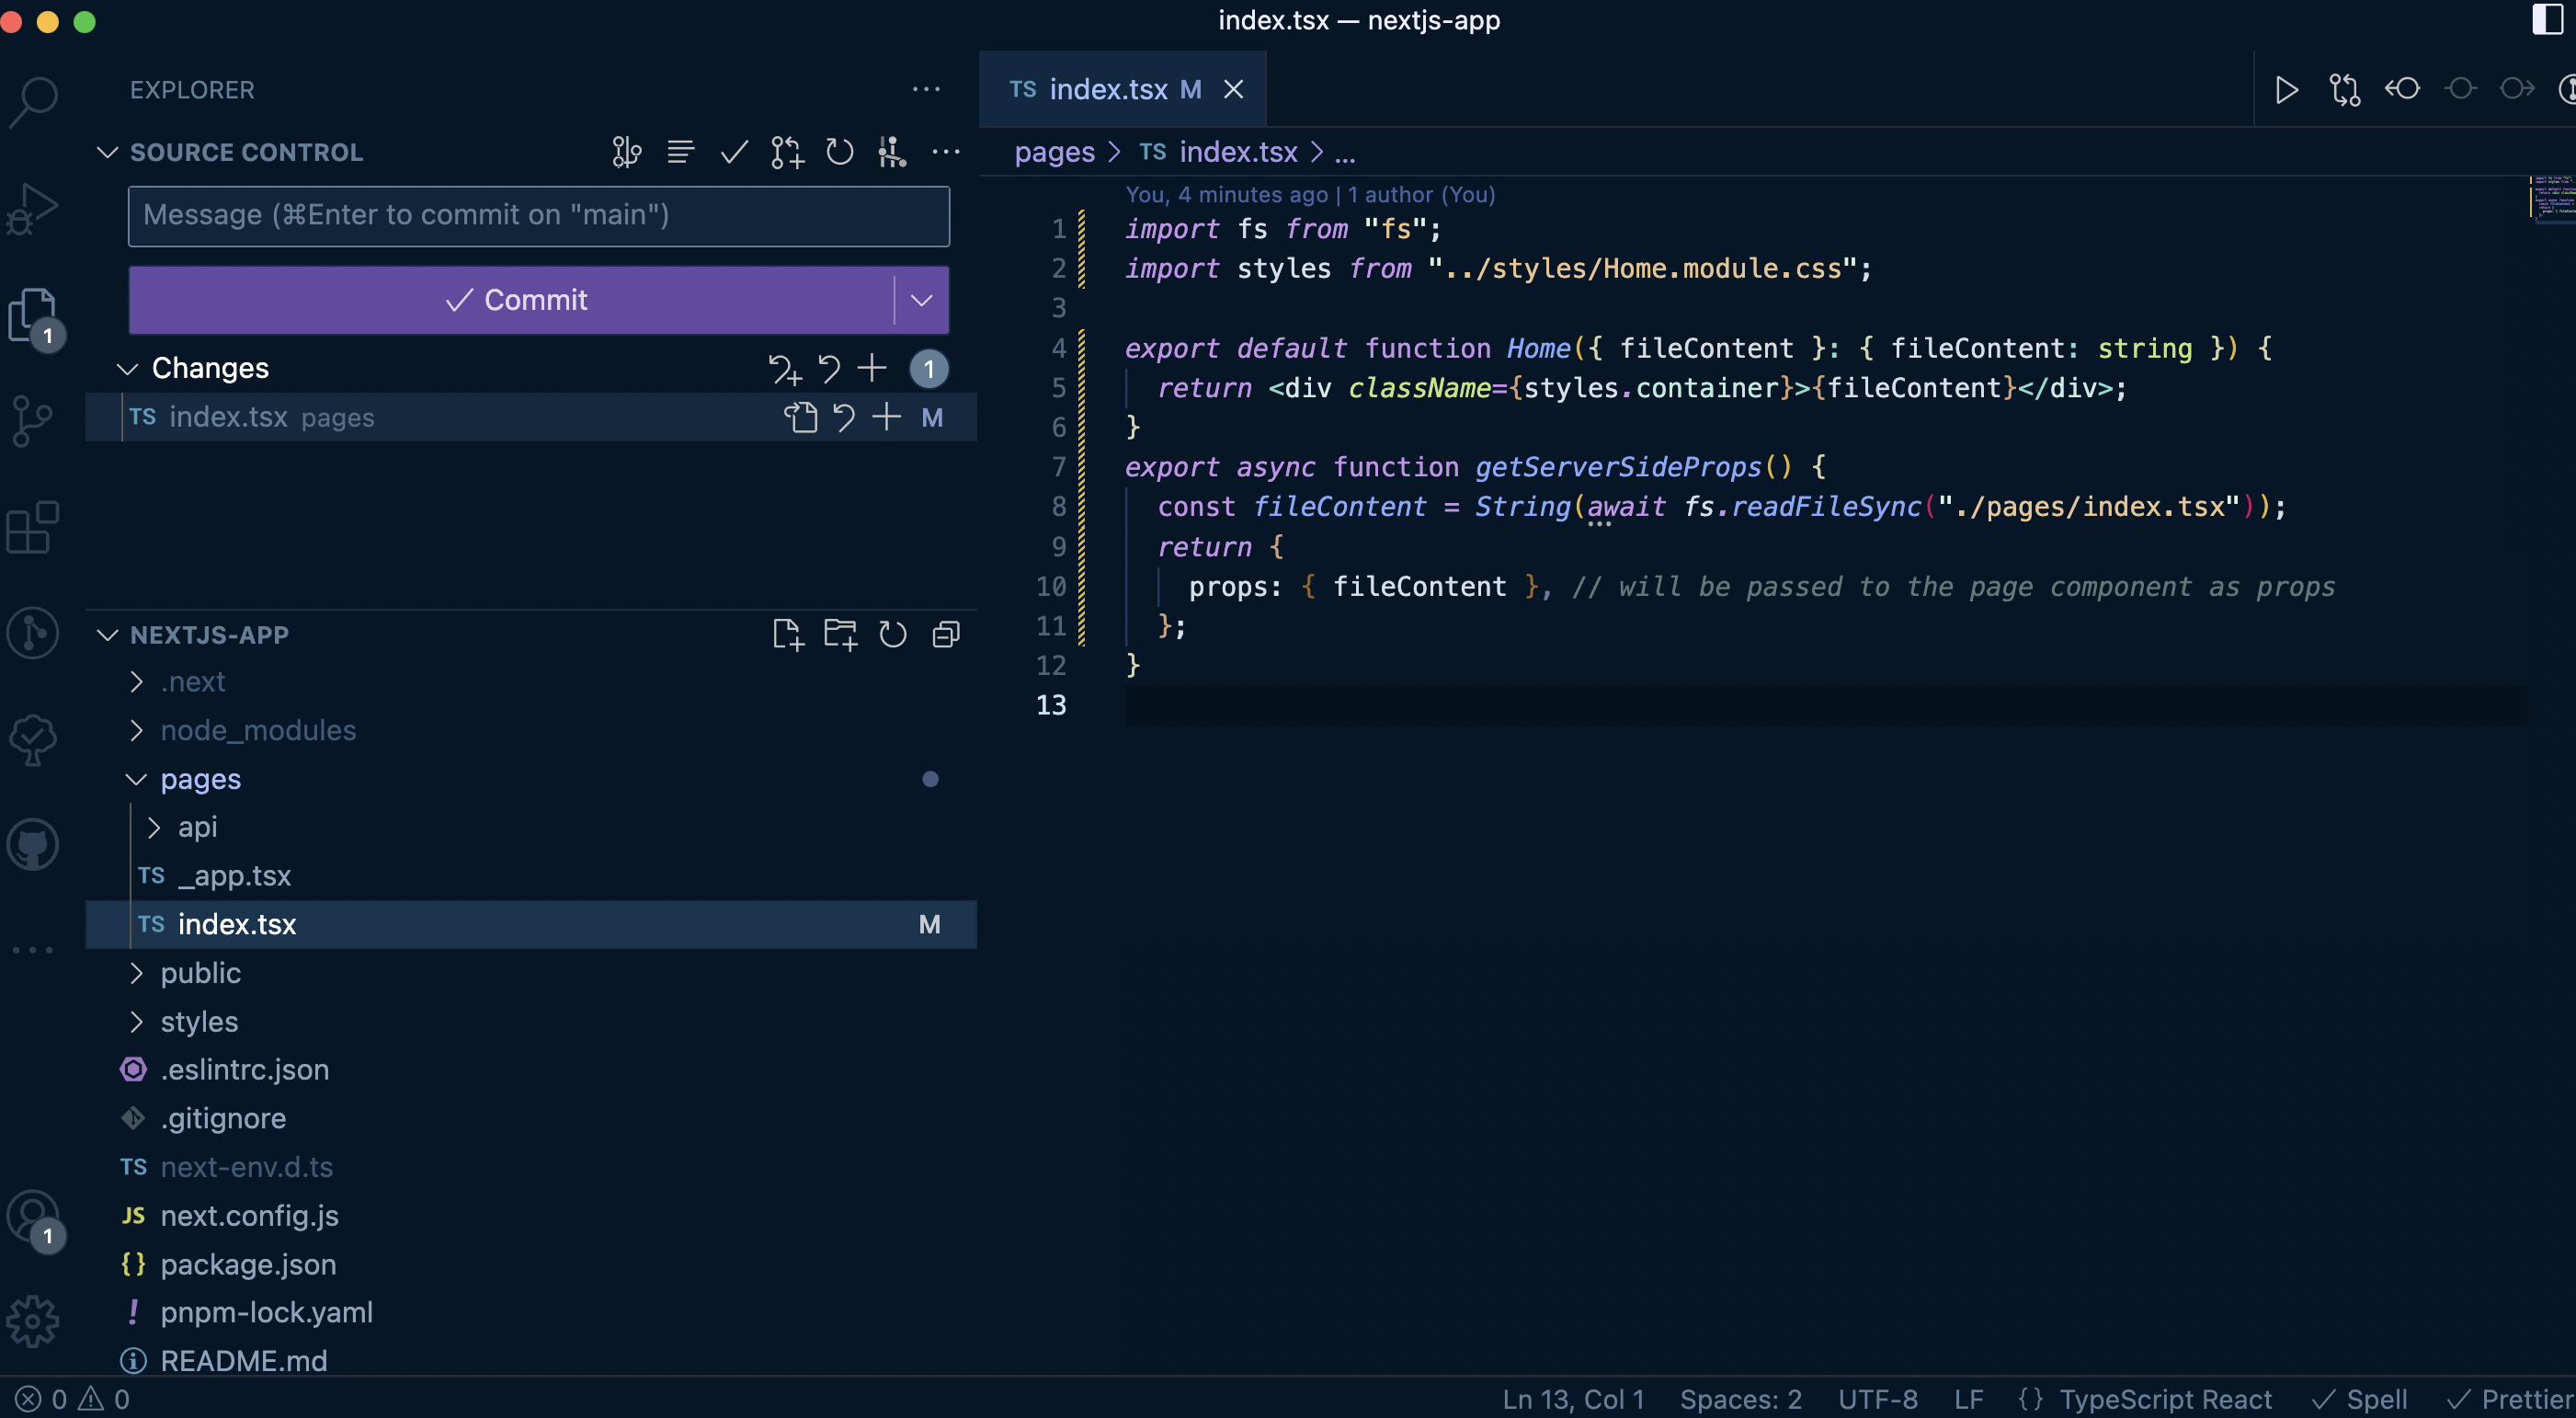 index.tsx — nextjs-app
EXPLORER
SOURCE CONTROL
Message (⌘Enter to commit on "main")
Commit
Changes
1
TS index.tsx pages M
NEXTJS-APP
.next
node_modules
pages
api
TS _app.tsx
TS index.tsx M
public
styles
.eslintrc.json
.gitignore
TS next-env.d.ts
JS next.config.js
{} package.json
! pnpm-lock.yaml
README.md
1
1
TS index.tsx M
pages > TS index.tsx > ...
You, 4 minutes ago | 1 author (You)
1 import fs from "fs";
2 import styles from "../styles/Home.module.css";
3
4 export default function Home({ fileContent }: { fileContent: string }) {
5 return <div className={styles.container}>{fileContent}</div>;
6 }
7 export async function getServerSideProps() {
8 const fileContent = String(await fs.readFileSync("./pages/index.tsx"));
9 return {
10 props: { fileContent }, // will be passed to the page component as props
11 };
12 }
13
0 0 Ln 13, Col 1 Spaces: 2 UTF-8 LF {} TypeScript React Spell Prettier